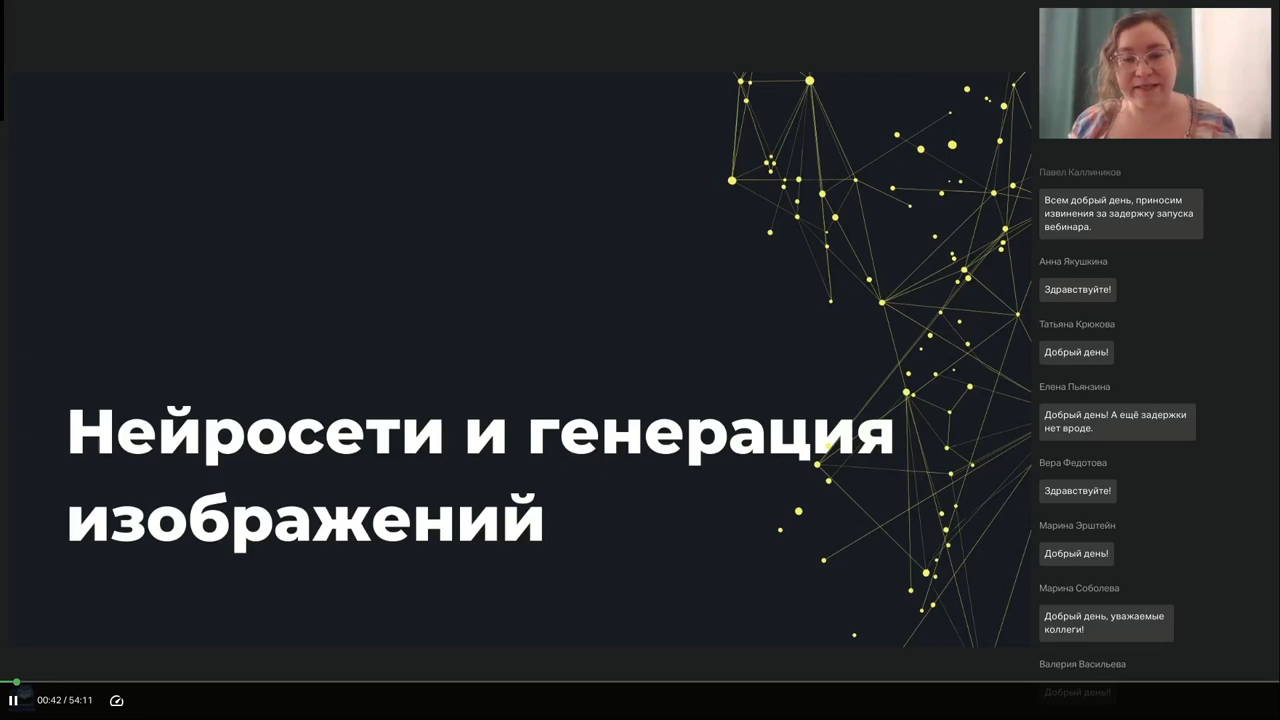 Нейросети и генерация
изображений
Павел Каллиников
Всем добрый день, приносим
извинения за задержку запуска
вебинара.
Анна Якушкина
Здравствуйте!
Татьяна Крюкова
Добрый день!
Елена Пьянзина
Добрый день! А ещё задержки
нет вроде.
Вера Федотова
Здравствуйте!
Марина Эрштейн
Добрый день!
Марина Соболева
Добрый день, уважаемые
коллеги!
Валерия Васильева
Добрый день!!
00:42 / 54:11